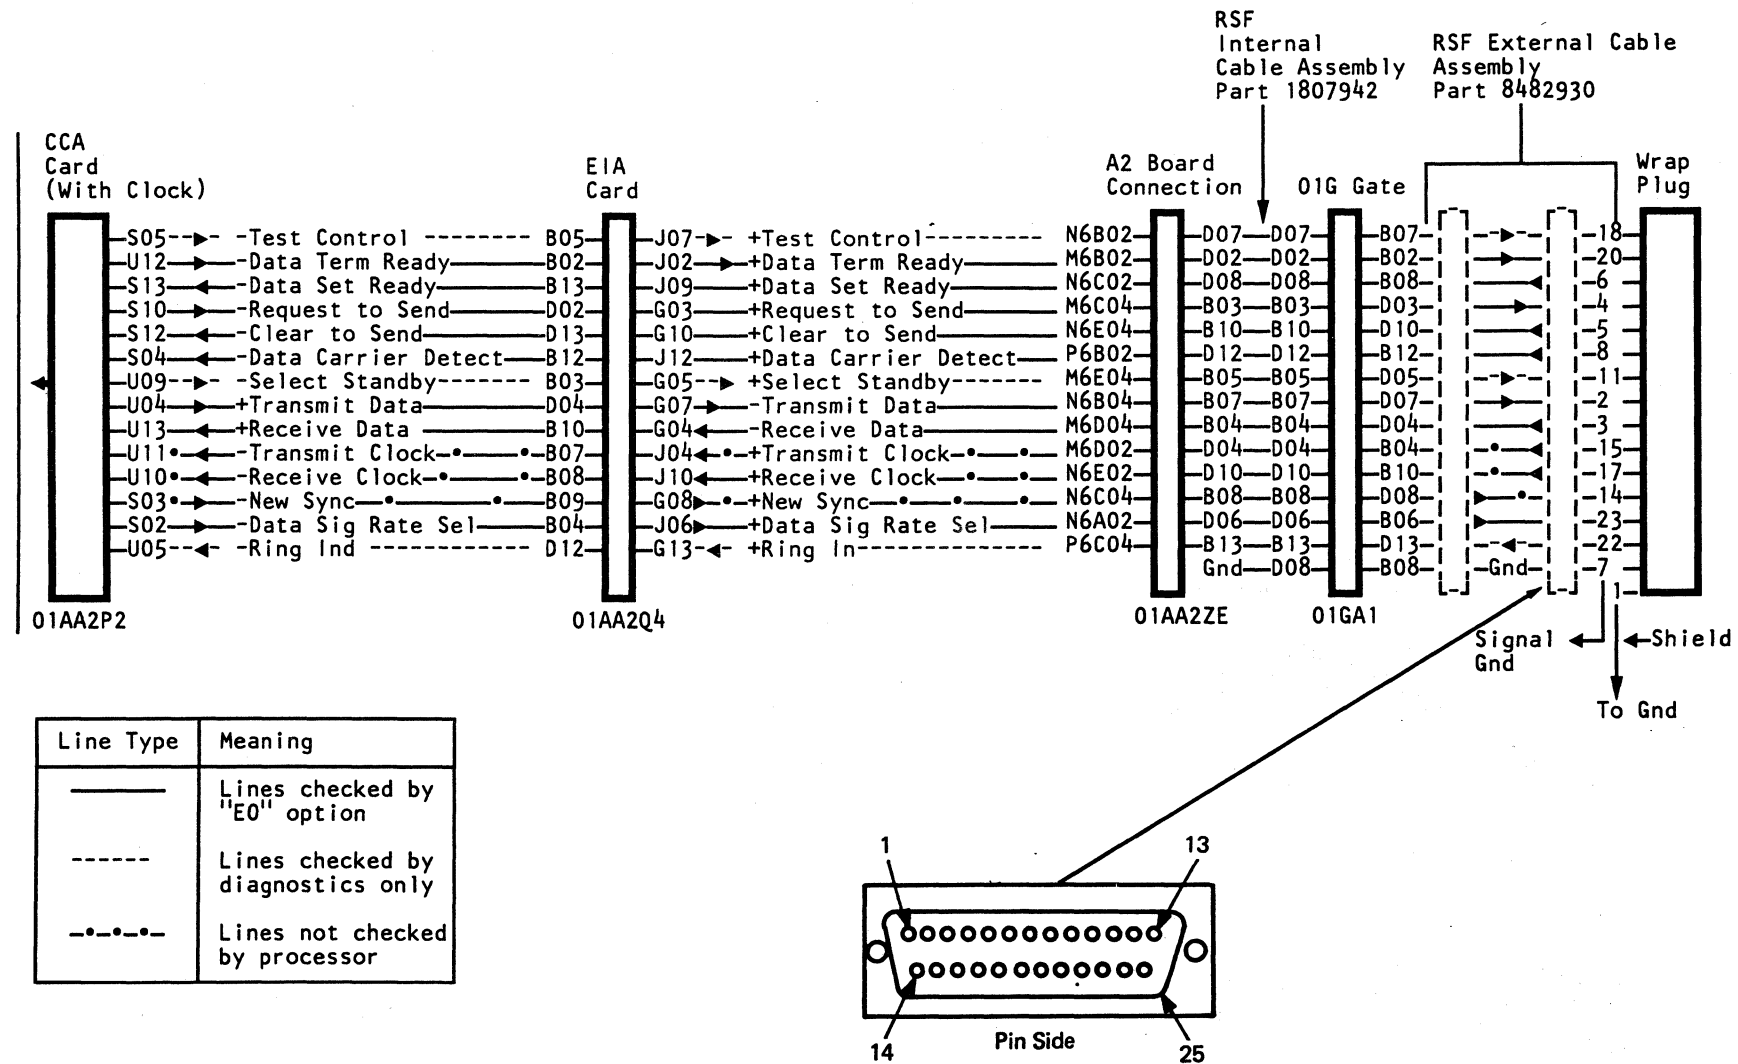 RSF
Internal
Cable Assembly
Part 1807942
RSF External Cable
Assembly
Part 8482930
CCA
Card
(With Clock)
EIA
Card
A2 Board
Connection
01G Gate
Wrap
Plug
S05 -Test Control B05 J07 +Test Control N6B02 D07 D07 B07 18
U12 -Data Term Ready B02 J02 +Data Term Ready M6B02 D02 D02 B02 20
S13 -Data Set Ready B13 J09 +Data Set Ready N6C02 D08 D08 B08 6
S10 -Request to Send D02 G03 +Request to Send M6C04 B03 B03 D03 4
S12 -Clear to Send D13 G10 +Clear to Send N6E04 B10 B10 D10 5
S04 -Data Carrier Detect B12 J12 +Data Carrier Detect P6B02 D12 D12 B12 8
U09 -Select Standby B03 G05 +Select Standby M6E04 B05 B05 D05 11
U04 +Transmit Data D04 G07 -Transmit Data N6B04 B07 B07 D07 2
U13 +Receive Data B10 G04 -Receive Data M6D04 B04 B04 D04 3
U11 -Transmit Clock B07 J04 +Transmit Clock M6D02 D04 D04 B04 15
U10 -Receive Clock B08 J10 +Receive Clock N6E02 D10 D10 B10 17
S03 -New Sync B09 G08 +New Sync N6C04 B08 B08 D08 14
S02 -Data Sig Rate Sel B04 J06 +Data Sig Rate Sel N6A02 D06 D06 B06 23
U05 -Ring Ind D12 G13 +Ring In P6C04 B13 B13 D13 22
Gnd D08 B08 Gnd 7
1
01AA2P2
01AA2Q4
01AA2ZE
01GA1
Signal
Gnd
Shield
To Gnd
Line Type Meaning
Lines checked by
"E0" option
Lines checked by
diagnostics only
Lines not checked
by processor
1
13
14
25
Pin Side